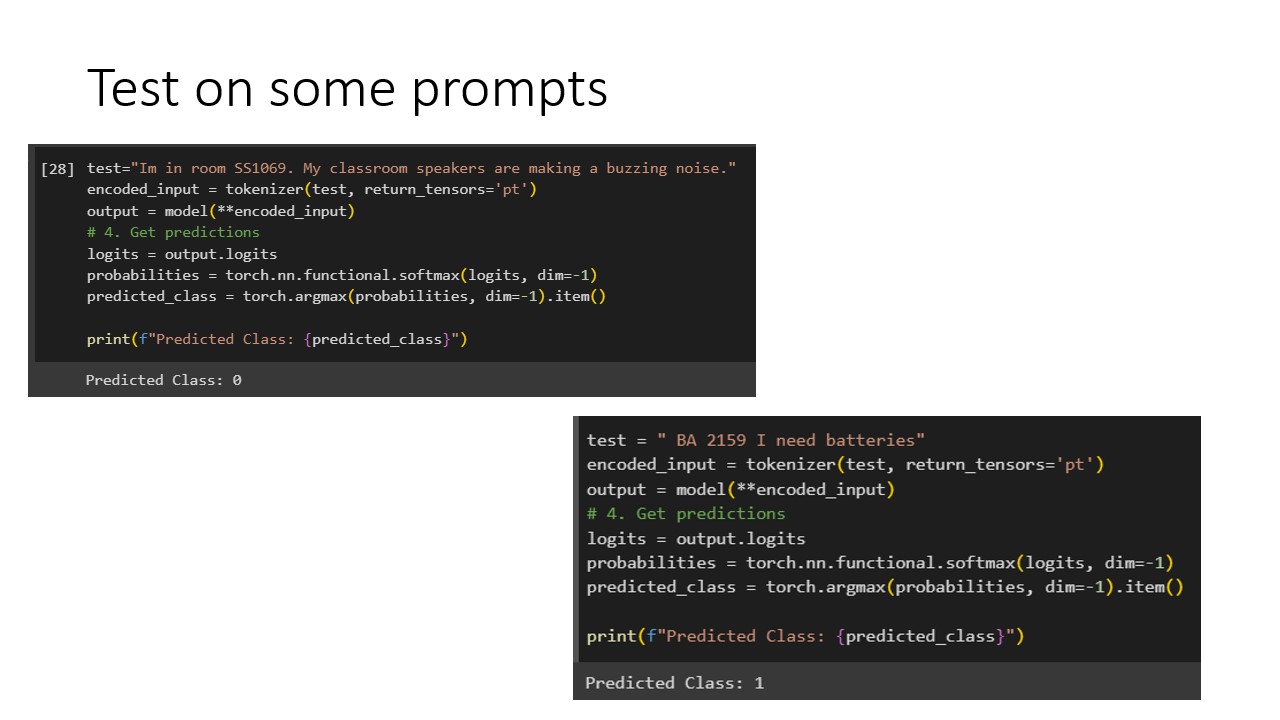 Test on some prompts
[28] test="Im in room SS1069. My classroom speakers are making a buzzing noise."
encoded_input = tokenizer(test, return_tensors='pt')
output = model(**encoded_input)
# 4. Get predictions
logits = output.logits
probabilities = torch.nn.functional.softmax(logits, dim=-1)
predicted_class = torch.argmax(probabilities, dim=-1).item()
print(f"Predicted Class: {predicted_class}")
Predicted Class: 0
test = " BA 2159 I need batteries"
encoded_input = tokenizer(test, return_tensors='pt')
output = model(**encoded_input)
# 4. Get predictions
logits = output.logits
probabilities = torch.nn.functional.softmax(logits, dim=-1)
predicted_class = torch.argmax(probabilities, dim=-1).item()
print(f"Predicted Class: {predicted_class}")
Predicted Class: 1